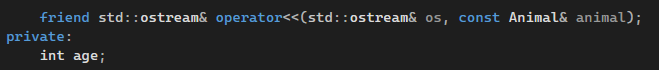 friend std::ostream& operator<<(std::ostream& os, const Animal& animal);
private:
int age;